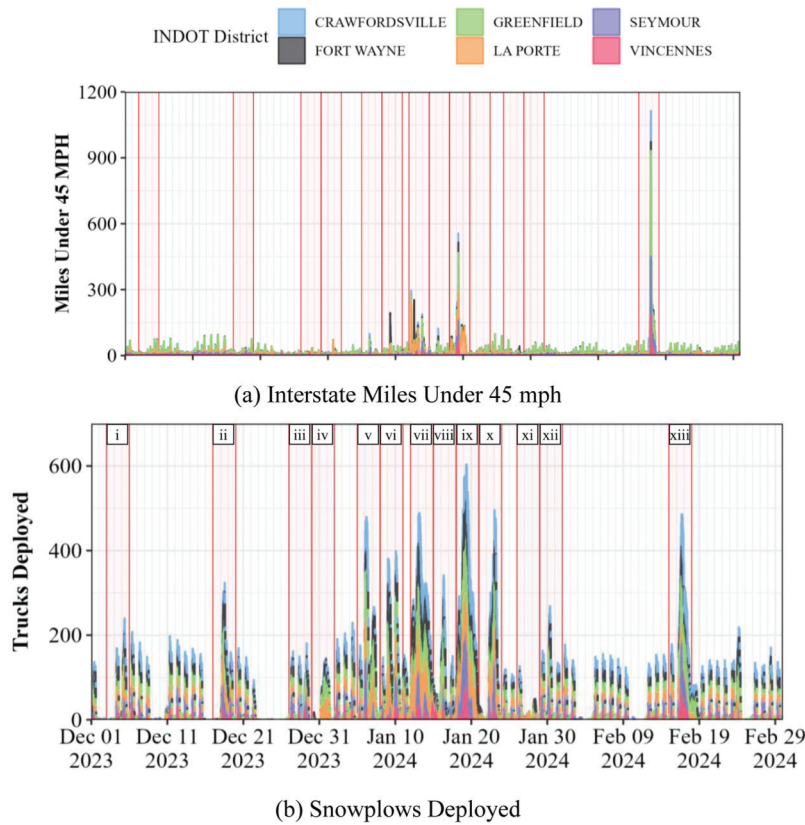 INDOT District
CRAWFORDSVILLE GREENFIELD SEYMOUR
FORT WAYNE LA PORTE VINCENNES
Miles Under 45 MPH
1200
900
600
300
0
(a) Interstate Miles Under 45 mph
i ii iii iv v vi vii viii ix x xi xii xiii
Trucks Deployed
600
400
200
0
Dec 01 Dec 11 Dec 21 Dec 31 Jan 10 Jan 20 Jan 30 Feb 09 Feb 19 Feb 29
2023 2023 2023 2023 2024 2024 2024 2024 2024 2024
(b) Snowplows Deployed